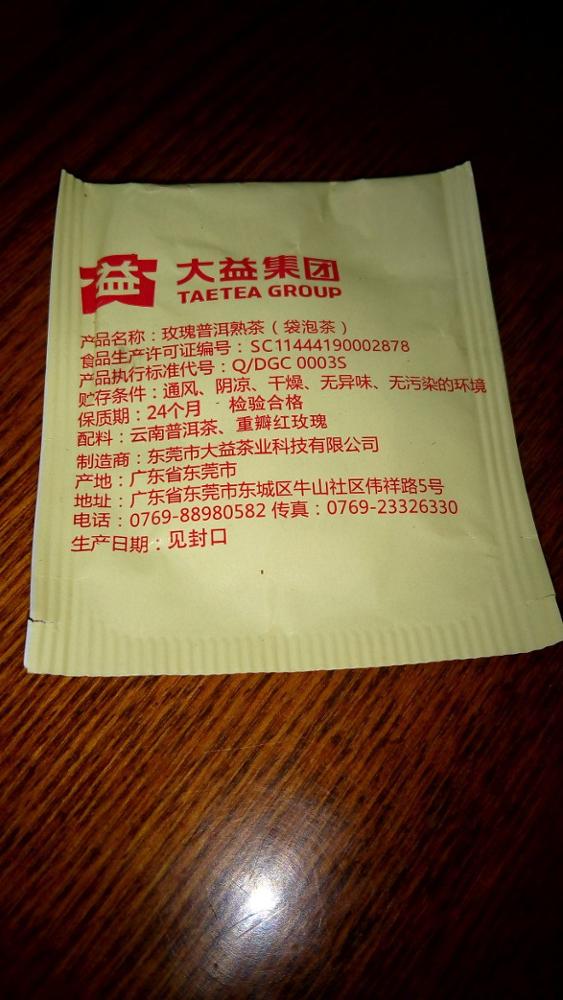 益 大益集团
TAETEA GROUP
产品名称：玫瑰普洱熟茶（袋泡茶）
食品生产许可证编号：SC11444190002878
产品执行标准代号：Q/DGC 0003S
贮存条件：通风、阴凉、干燥、无异味、无污染的环境
保质期：24个月 检验合格
配料：云南普洱茶、重瓣红玫瑰
制造商：东莞市大益茶业科技有限公司
产地：广东省东莞市
地址：广东省东莞市东城区牛山社区伟祥路5号
电话：0769-88980582 传真：0769-23326330
生产日期：见封口